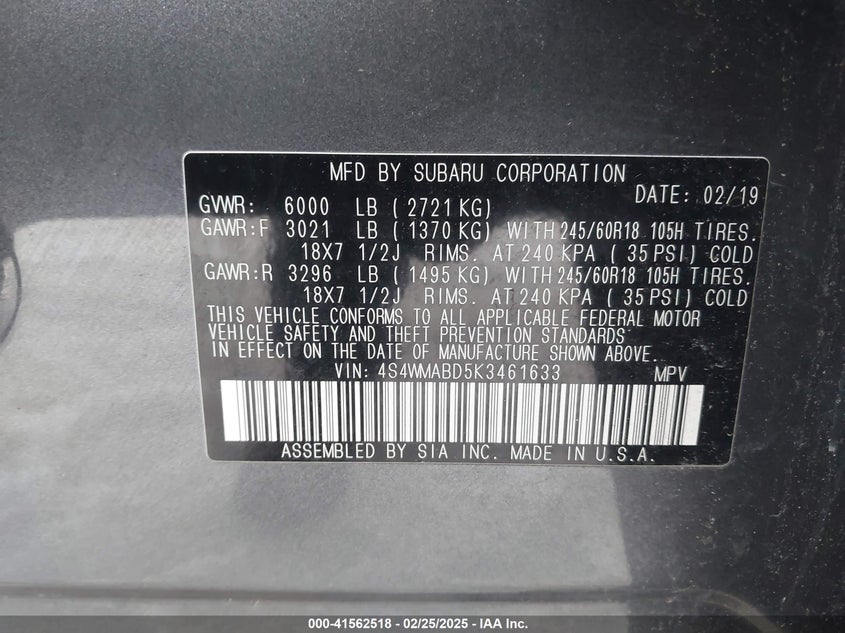 MFD BY SUBARU CORPORATION
DATE: 02/19
GVWR: 6000 LB ( 2721 KG)
GAWR:F 3021 LB ( 1370 KG) WITH 245/60R18 105H TIRES.
18X7 1/2J RIMS. AT 240 KPA ( 35 PSI) COLD
GAWR:R 3296 LB ( 1495 KG) WITH 245/60R18 105H TIRES.
18X7 1/2J RIMS. AT 240 KPA ( 35 PSI) COLD
THIS VEHICLE CONFORMS TO ALL APPLICABLE FEDERAL MOTOR
VEHICLE SAFETY AND THEFT PREVENTION STANDARDS
IN EFFECT ON THE DATE OF MANUFACTURE SHOWN ABOVE.
VIN: 4S4WMABD5K3461633 MPV
ASSEMBLED BY SIA INC. MADE IN U.S.A.
000-41562518 - 02/25/2025 - IAA Inc.